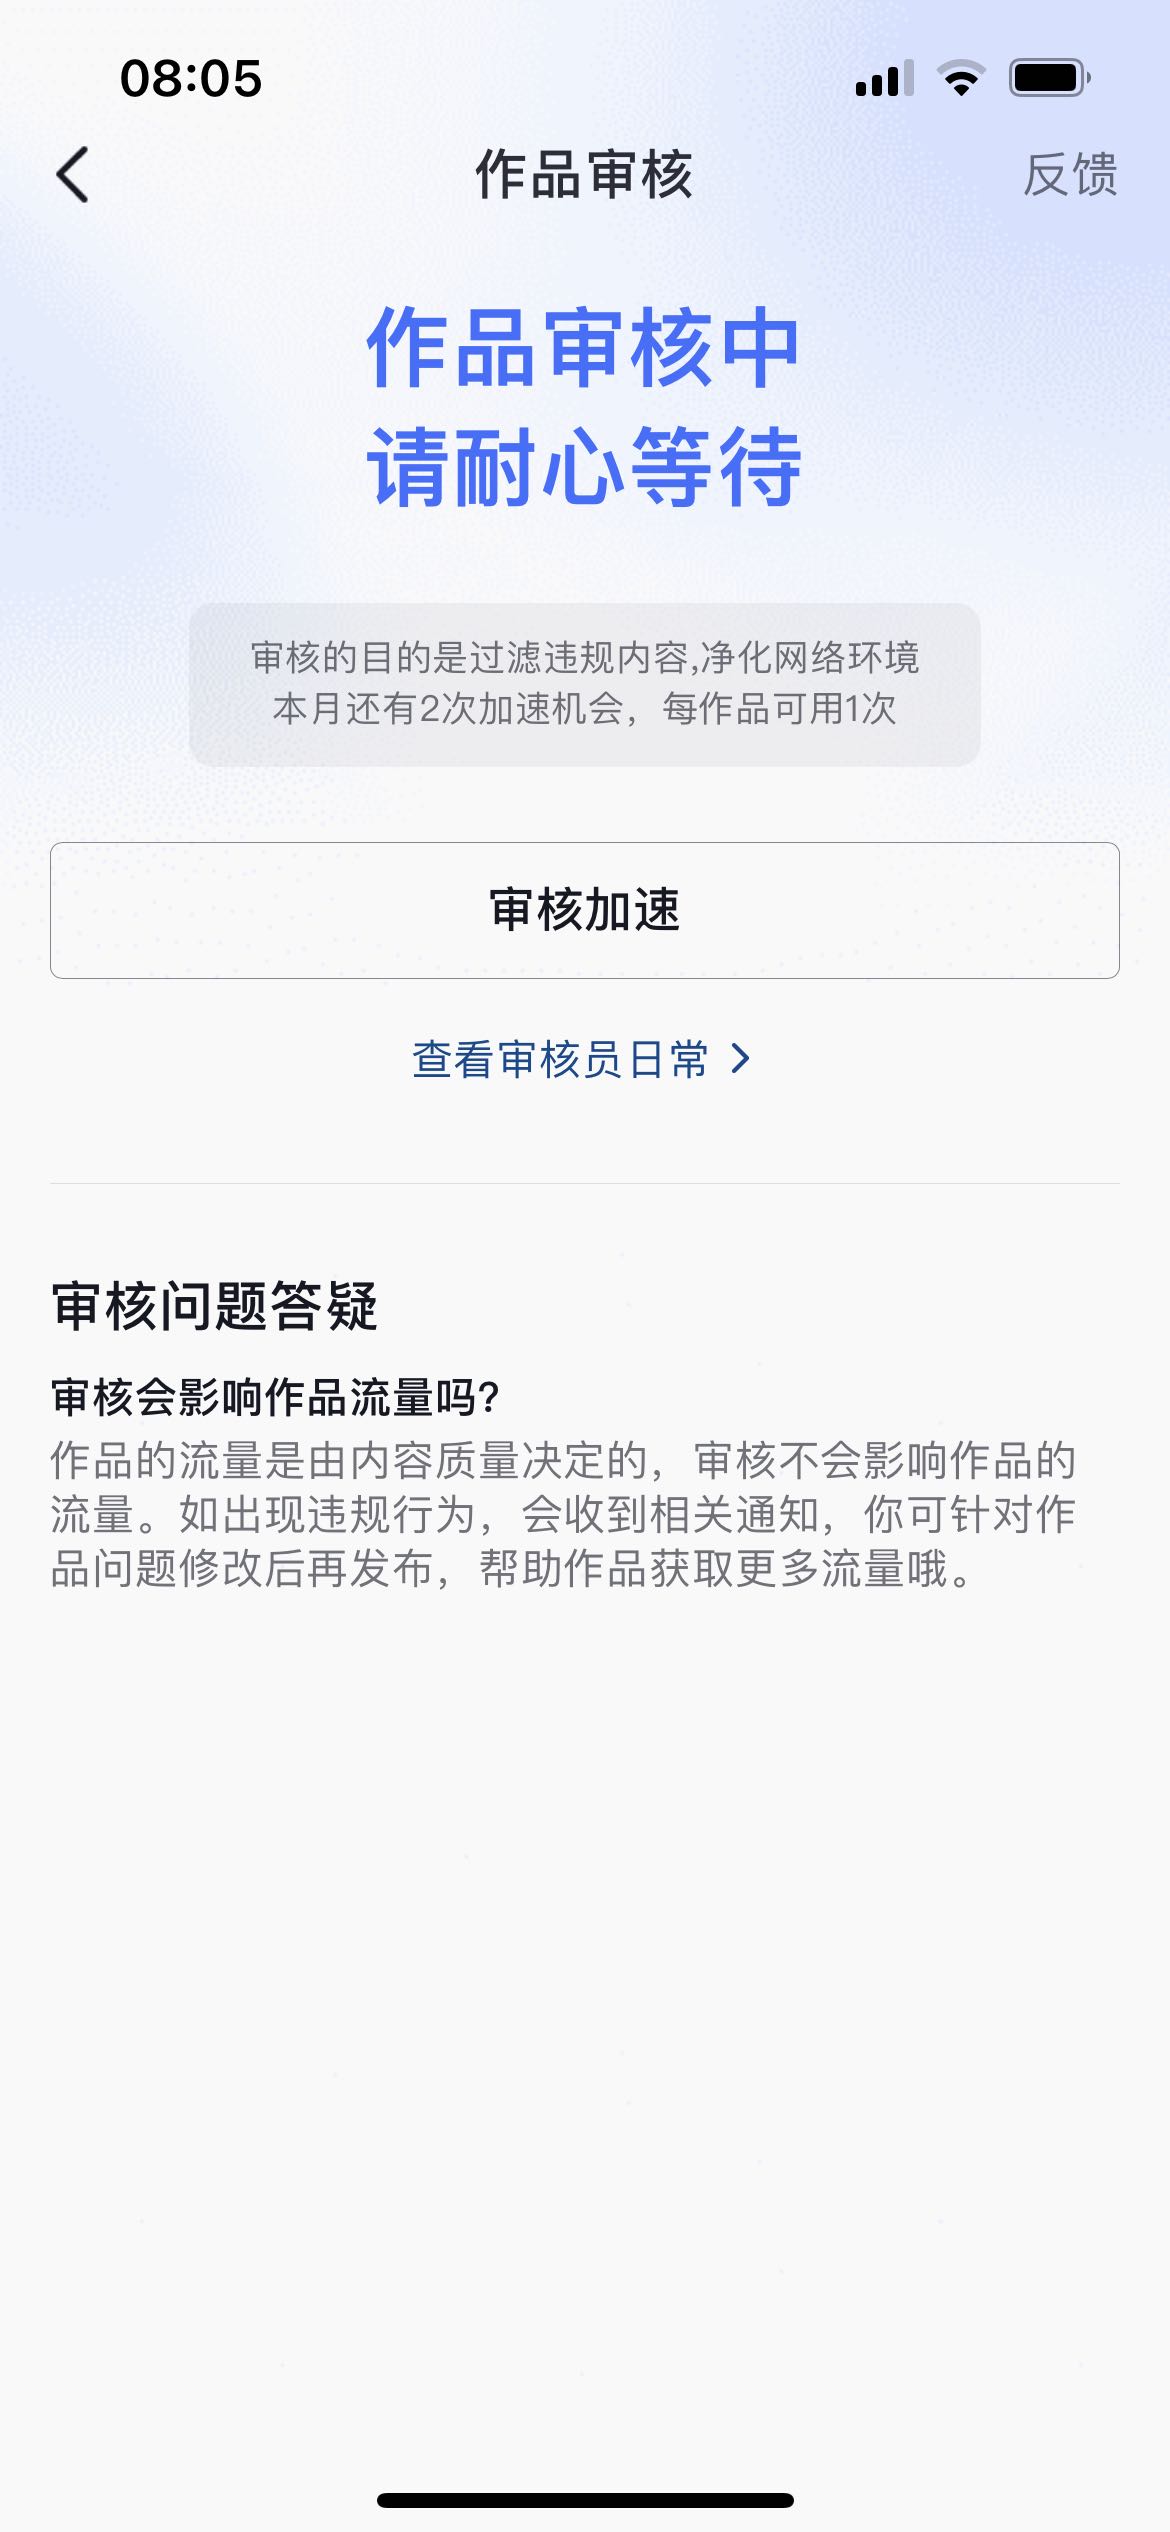 08:05
作品审核
反馈
作品审核中
请耐心等待
审核的目的是过滤违规内容,净化网络环境
本月还有2次加速机会，每作品可用1次
审核加速
查看审核员日常
审核问题答疑
审核会影响作品流量吗?
作品的流量是由内容质量决定的，审核不会影响作品的
流量。如出现违规行为，会收到相关通知，你可针对作
品问题修改后再发布，帮助作品获取更多流量哦。